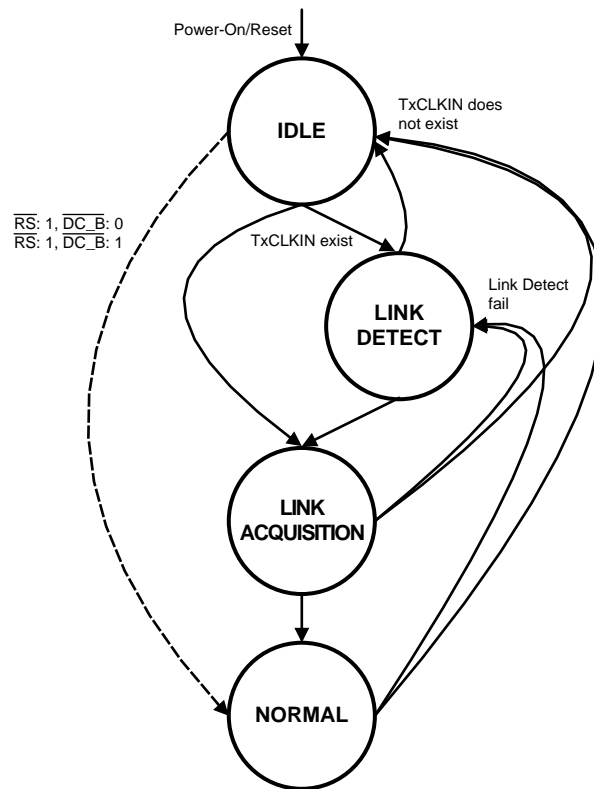 Power-On/Reset
IDLE
TxCLKIN does
not exist
RS: 1, DC_B: 0
RS: 1, DC_B: 1
TxCLKIN exist
LINK
DETECT
Link Detect
fail
LINK
ACQUISITION
NORMAL